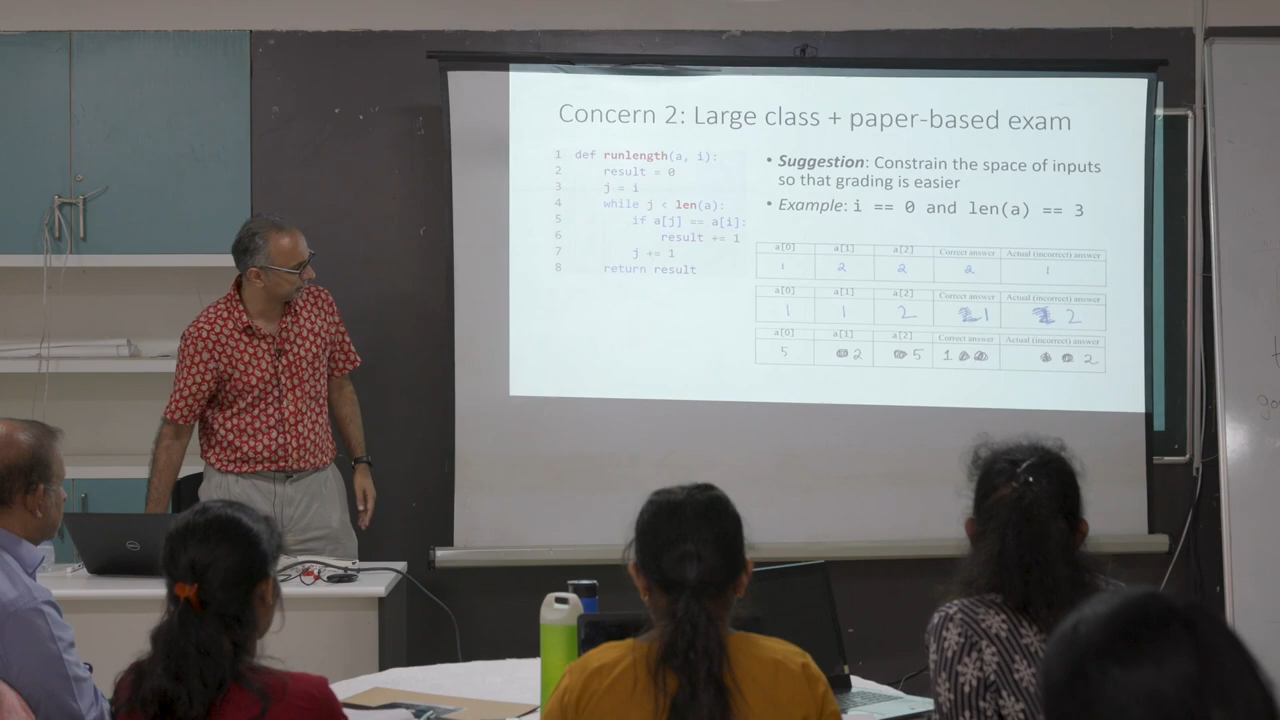 Concern 2: Large class + paper-based exam
1 def runlength(a, i):
2 result = 0
3 j = i
4 while j < len(a):
5 if a[j] == a[i]:
6 result += 1
7 j += 1
8 return result
• Suggestion: Constrain the space of inputs
so that grading is easier
• Example: i == 0 and len(a) == 3
a[0] a[1] a[2] Correct answer Actual (incorrect) answer
1 2 2 2 1
a[0] a[1] a[2] Correct answer Actual (incorrect) answer
1 1 2 1 2
a[0] a[1] a[2] Correct answer Actual (incorrect) answer
5 2 5 1 2
DELL